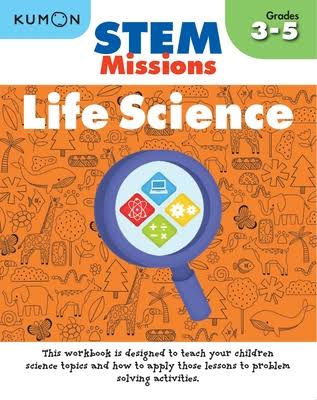 KUMON
Grades
3-5
STEM
Missions
Life Science
This workbook is designed to teach your children
science topics and how to apply those lessons to problem
solving activities.